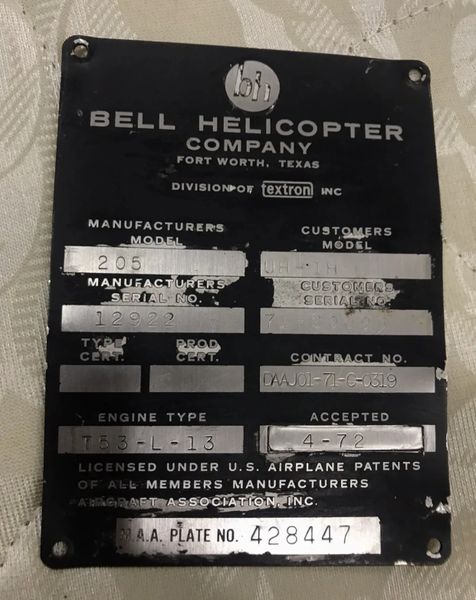 bh
BELL HELICOPTER
COMPANY
FORT WORTH, TEXAS
DIVISION OF textron INC
MANUFACTURERS MODEL
205
CUSTOMERS MODEL
UH-1H
MANUFACTURERS SERIAL NO.
12922
CUSTOMERS SERIAL NO.
TYPE CERT.
PROD CERT.
CONTRACT NO.
DAAJ01-71-C-0319
ENGINE TYPE
T53-L-13
ACCEPTED
4-72
LICENSED UNDER U.S. AIRPLANE PATENTS
OF ALL MEMBERS MANUFACTURERS
AIRCRAFT ASSOCIATION, INC.
M.A.A. PLATE NO. 428447